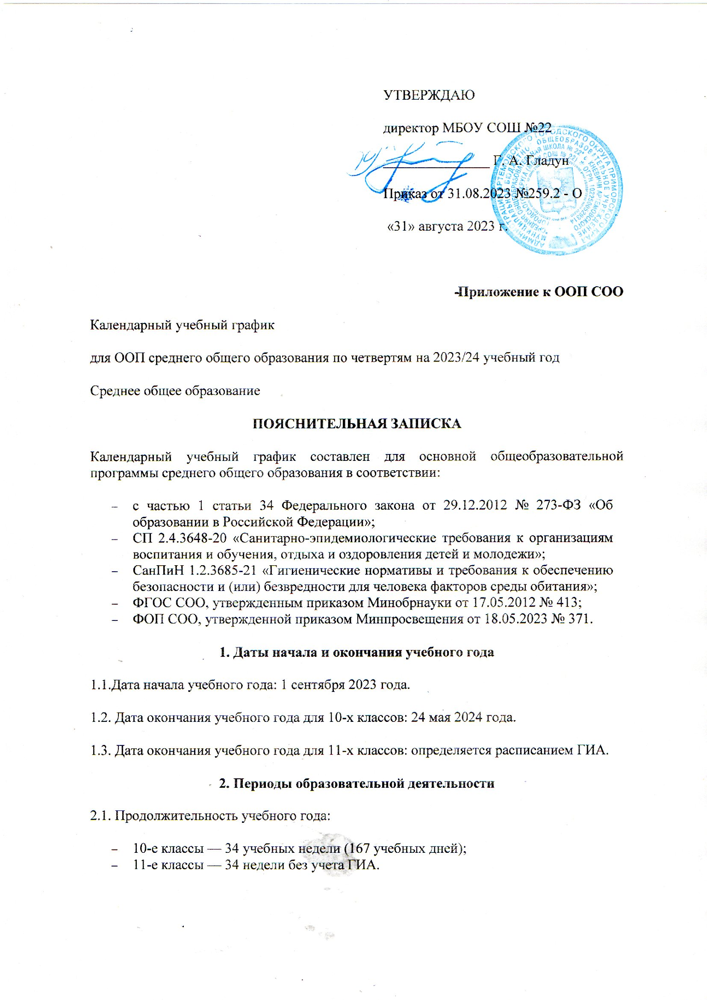 УТВЕРЖДАЮ
директор МБОУ СОШ №22
Г. А. Гладун
Приказ от 31.08.2023 №259.2 - О
«31» августа 2023 г.
АДМИНИСТРАЦИЯ АРТЕМОВСКОГО ГОРОДСКОГО ОКРУГА ПРИМОРСКОГО КРАЯ
-Приложение к ООП СОО
Календарный учебный график
для ООП среднего общего образования по четвертям на 2023/24 учебный год
Среднее общее образование
ПОЯСНИТЕЛЬНАЯ ЗАПИСКА
Календарный учебный график составлен для основной общеобразовательной
программы среднего общего образования в соответствии:
– с частью 1 статьи 34 Федерального закона от 29.12.2012 № 273-ФЗ «Об
образовании в Российской Федерации»;
– СП 2.4.3648-20 «Санитарно-эпидемиологические требования к организациям
воспитания и обучения, отдыха и оздоровления детей и молодежи»;
– СанПиН 1.2.3685-21 «Гигиенические нормативы и требования к обеспечению
безопасности и (или) безвредности для человека факторов среды обитания»;
– ФГОС СОО, утвержденным приказом Минобрнауки от 17.05.2012 № 413;
– ФОП СОО, утвержденной приказом Минпросвещения от 18.05.2023 № 371.
1. Даты начала и окончания учебного года
1.1.Дата начала учебного года: 1 сентября 2023 года.
1.2. Дата окончания учебного года для 10-х классов: 24 мая 2024 года.
1.3. Дата окончания учебного года для 11-х классов: определяется расписанием ГИА.
2. Периоды образовательной деятельности
2.1. Продолжительность учебного года:
– 10-е классы — 34 учебных недели (167 учебных дней);
– 11-е классы — 34 недели без учета ГИА.